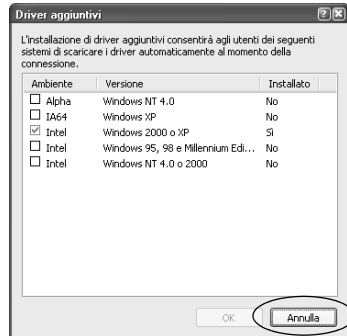 Driver aggiuntivi
L'installazione di driver aggiuntivi consentirà agli utenti dei seguenti
sistemi di scaricare i driver automaticamente al momento della
connessione.
Ambiente Versione Installato
Alpha Windows NT 4.0 No
IA64 Windows XP No
Intel Windows 2000 o XP Sì
Intel Windows 95, 98 e Millennium Edi... No
Intel Windows NT 4.0 o 2000 No
OK Annulla